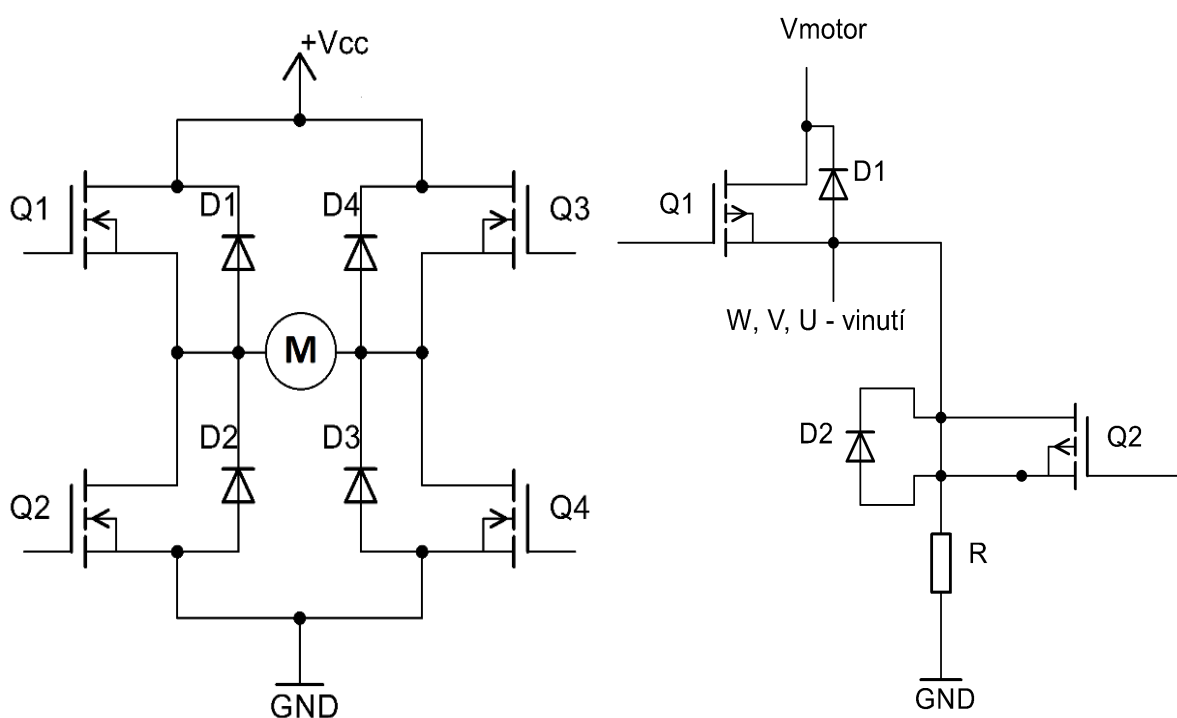 +Vcc
Q1
D1
D4
Q3
M
Q2
D2
D3
Q4
GND
Vmotor
Q1
D1
W, V, U - vinutí
D2
Q2
R
GND